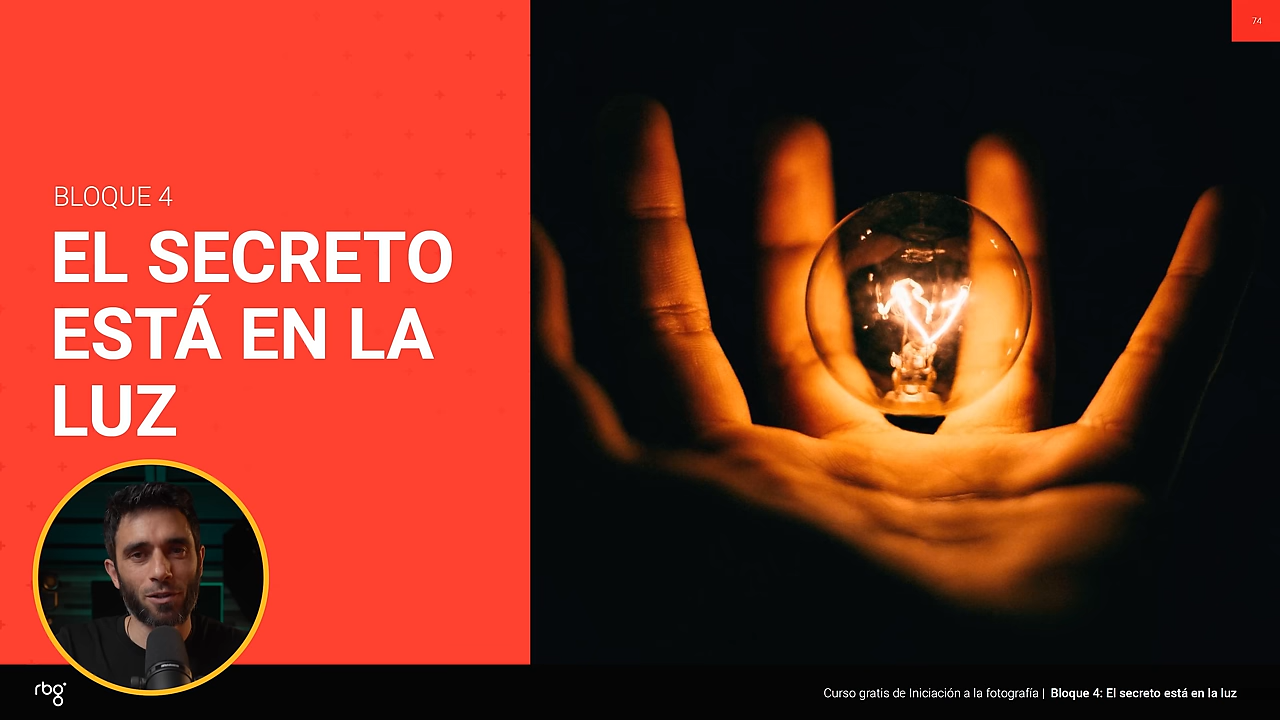 74
BLOQUE 4
EL SECRETO
ESTÁ EN LA
LUZ
rbg
Curso gratis de Iniciación a la fotografía | Bloque 4: El secreto está en la luz